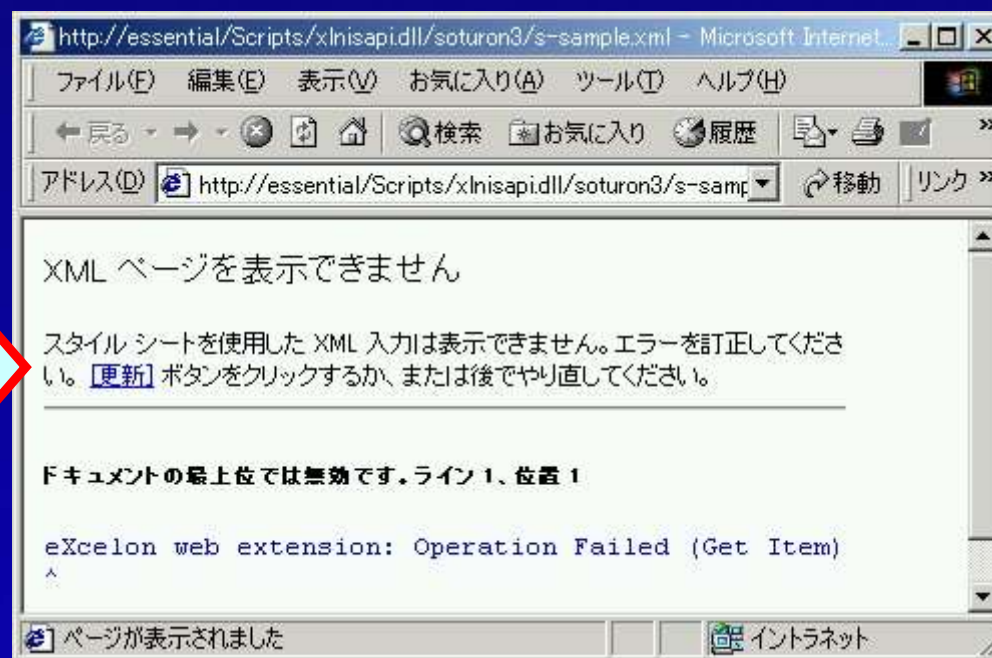 http://essential/Scripts/xlnisapi.dll/soturon3/s-sample.xml - Microsoft Internet...
ファイル(F) 編集(E) 表示(V) お気に入り(A) ツール(T) ヘルプ(H)
戻る 検索 お気に入り 履歴 »
アドレス(D) http://essential/Scripts/xlnisapi.dll/soturon3/s-samp 移動 リンク »
XML ページを表示できません
スタイル シートを使用した XML 入力は表示できません。エラーを訂正してくださ
い。 [更新] ボタンをクリックするか、または後でやり直してください。
ドキュメントの最上位では無効です。ライン 1、位置 1
eXcelon web extension: Operation Failed (Get Item)
^
ページが表示されました イントラネット